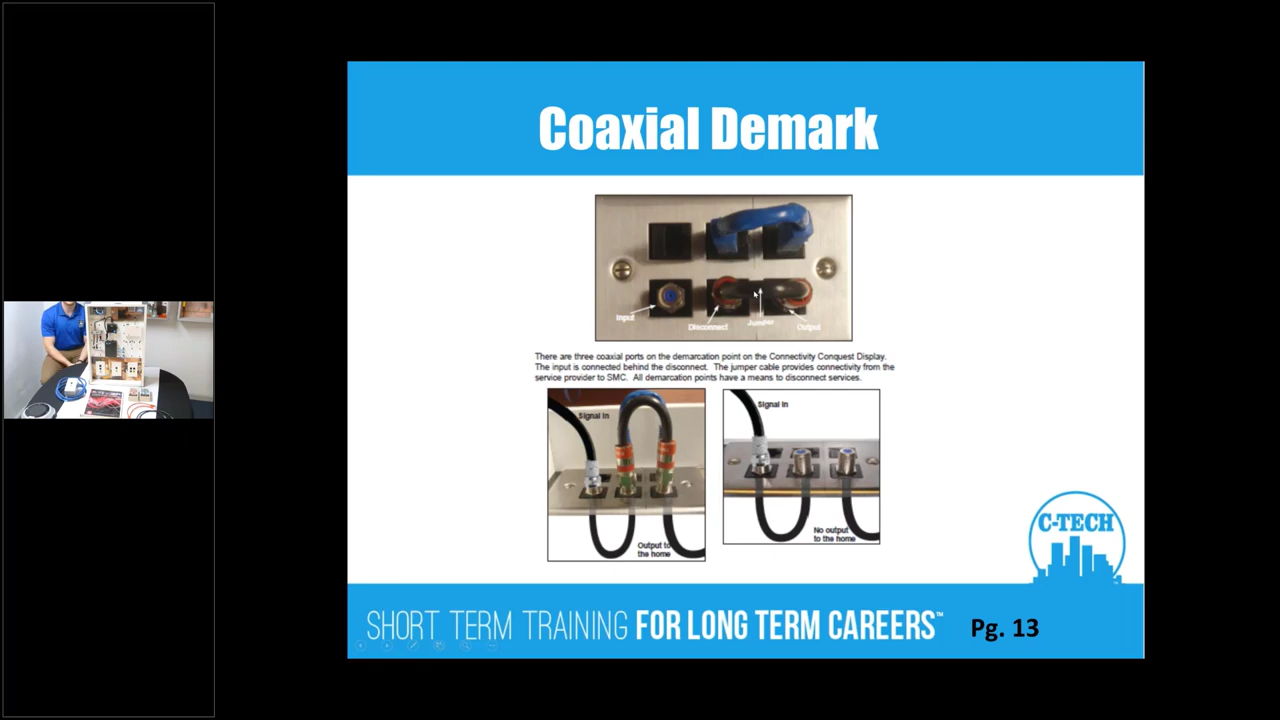 Coaxial Demark
Input
Disconnect
Jumper
Output
There are three coaxial ports on the demarcation point on the Connectivity Conquest Display.
The input is connected behind the disconnect. The jumper cable provides connectivity from the
service provider to SMC. All demarcation points have a means to disconnect services.
Signal In
Output to
the home
Signal In
No output
to the home
C-TECH
SHORT TERM TRAINING FOR LONG TERM CAREERS™
Pg. 13